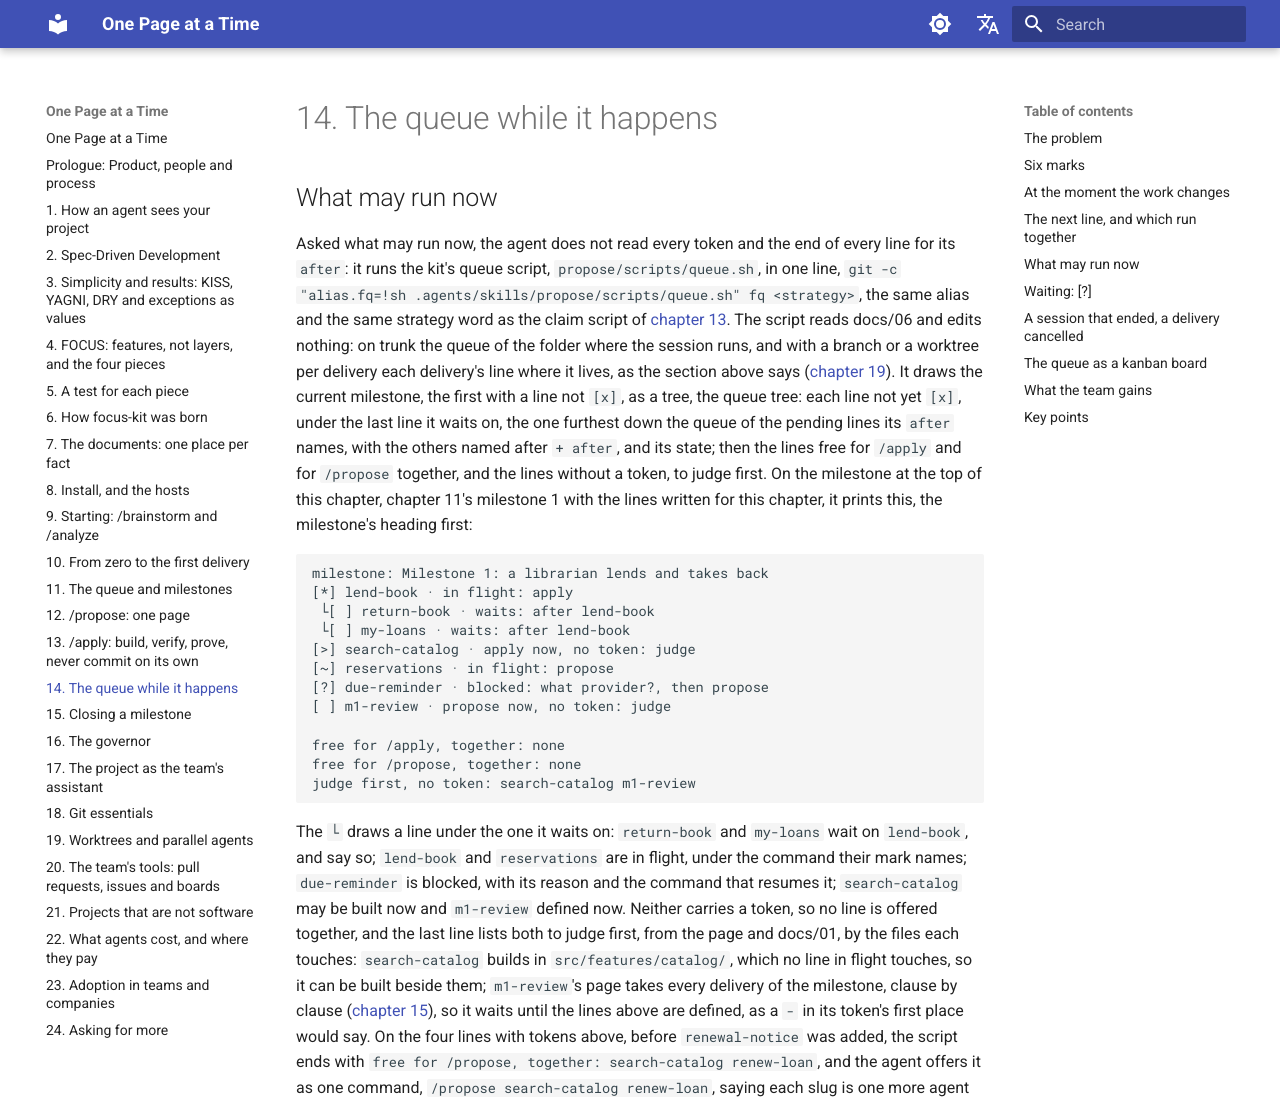 One Page at a Time
Search
One Page at a Time
One Page at a Time
Prologue: Product, people and
process
1. How an agent sees your
project
2. Spec-Driven Development
3. Simplicity and results: KISS,
YAGNI, DRY and exceptions as
values
4. FOCUS: features, not layers,
and the four pieces
5. A test for each piece
6. How focus-kit was born
7. The documents: one place per
fact
8. Install, and the hosts
9. Starting: /brainstorm and
/analyze
10. From zero to the first delivery
11. The queue and milestones
12. /propose: one page
13. /apply: build, verify, prove,
never commit on its own
14. The queue while it happens
15. Closing a milestone
16. The governor
17. The project as the team's
assistant
18. Git essentials
19. Worktrees and parallel agents
20. The team's tools: pull
requests, issues and boards
21. Projects that are not software
22. What agents cost, and where
they pay
23. Adoption in teams and
companies
24. Asking for more
14. The queue while it happens
What may run now
Asked what may run now, the agent does not read every token and the end of every line for its
after: it runs the kit's queue script, propose/scripts/queue.sh, in one line, git -c
"alias.fq=!sh .agents/skills/propose/scripts/queue.sh" fq <strategy>, the same alias
and the same strategy word as the claim script of chapter 13. The script reads docs/06 and edits
nothing: on trunk the queue of the folder where the session runs, and with a branch or a worktree
per delivery each delivery's line where it lives, as the section above says (chapter 19). It draws the
current milestone, the first with a line not [x], as a tree, the queue tree: each line not yet [x],
under the last line it waits on, the one furthest down the queue of the pending lines its after
names, with the others named after + after, and its state; then the lines free for /apply and
for /propose together, and the lines without a token, to judge first. On the milestone at the top of
this chapter, chapter 11's milestone 1 with the lines written for this chapter, it prints this, the
milestone's heading first:
milestone: Milestone 1: a librarian lends and takes back
[*] lend-book · in flight: apply
└[ ] return-book · waits: after lend-book
└[ ] my-loans · waits: after lend-book
[>] search-catalog · apply now, no token: judge
[~] reservations · in flight: propose
[?] due-reminder · blocked: what provider?, then propose
[ ] m1-review · propose now, no token: judge
free for /apply, together: none
free for /propose, together: none
judge first, no token: search-catalog m1-review
The └ draws a line under the one it waits on: return-book and my-loans wait on lend-book,
and say so; lend-book and reservations are in flight, under the command their mark names;
due-reminder is blocked, with its reason and the command that resumes it; search-catalog
may be built now and m1-review defined now. Neither carries a token, so no line is offered
together, and the last line lists both to judge first, from the page and docs/01, by the files each
touches: search-catalog builds in src/features/catalog/, which no line in flight touches, so
it can be built beside them; m1-review's page takes every delivery of the milestone, clause by
clause (chapter 15), so it waits until the lines above are defined, as a - in its token's first place
would say. On the four lines with tokens above, before renewal-notice was added, the script
ends with free for /propose, together: search-catalog renew-loan, and the agent offers it
as one command, /propose search-catalog renew-loan, saying each slug is one more agent
Table of contents
The problem
Six marks
At the moment the work changes
The next line, and which run
together
What may run now
Waiting: [?]
A session that ended, a delivery
cancelled
The queue as a kanban board
What the team gains
Key points